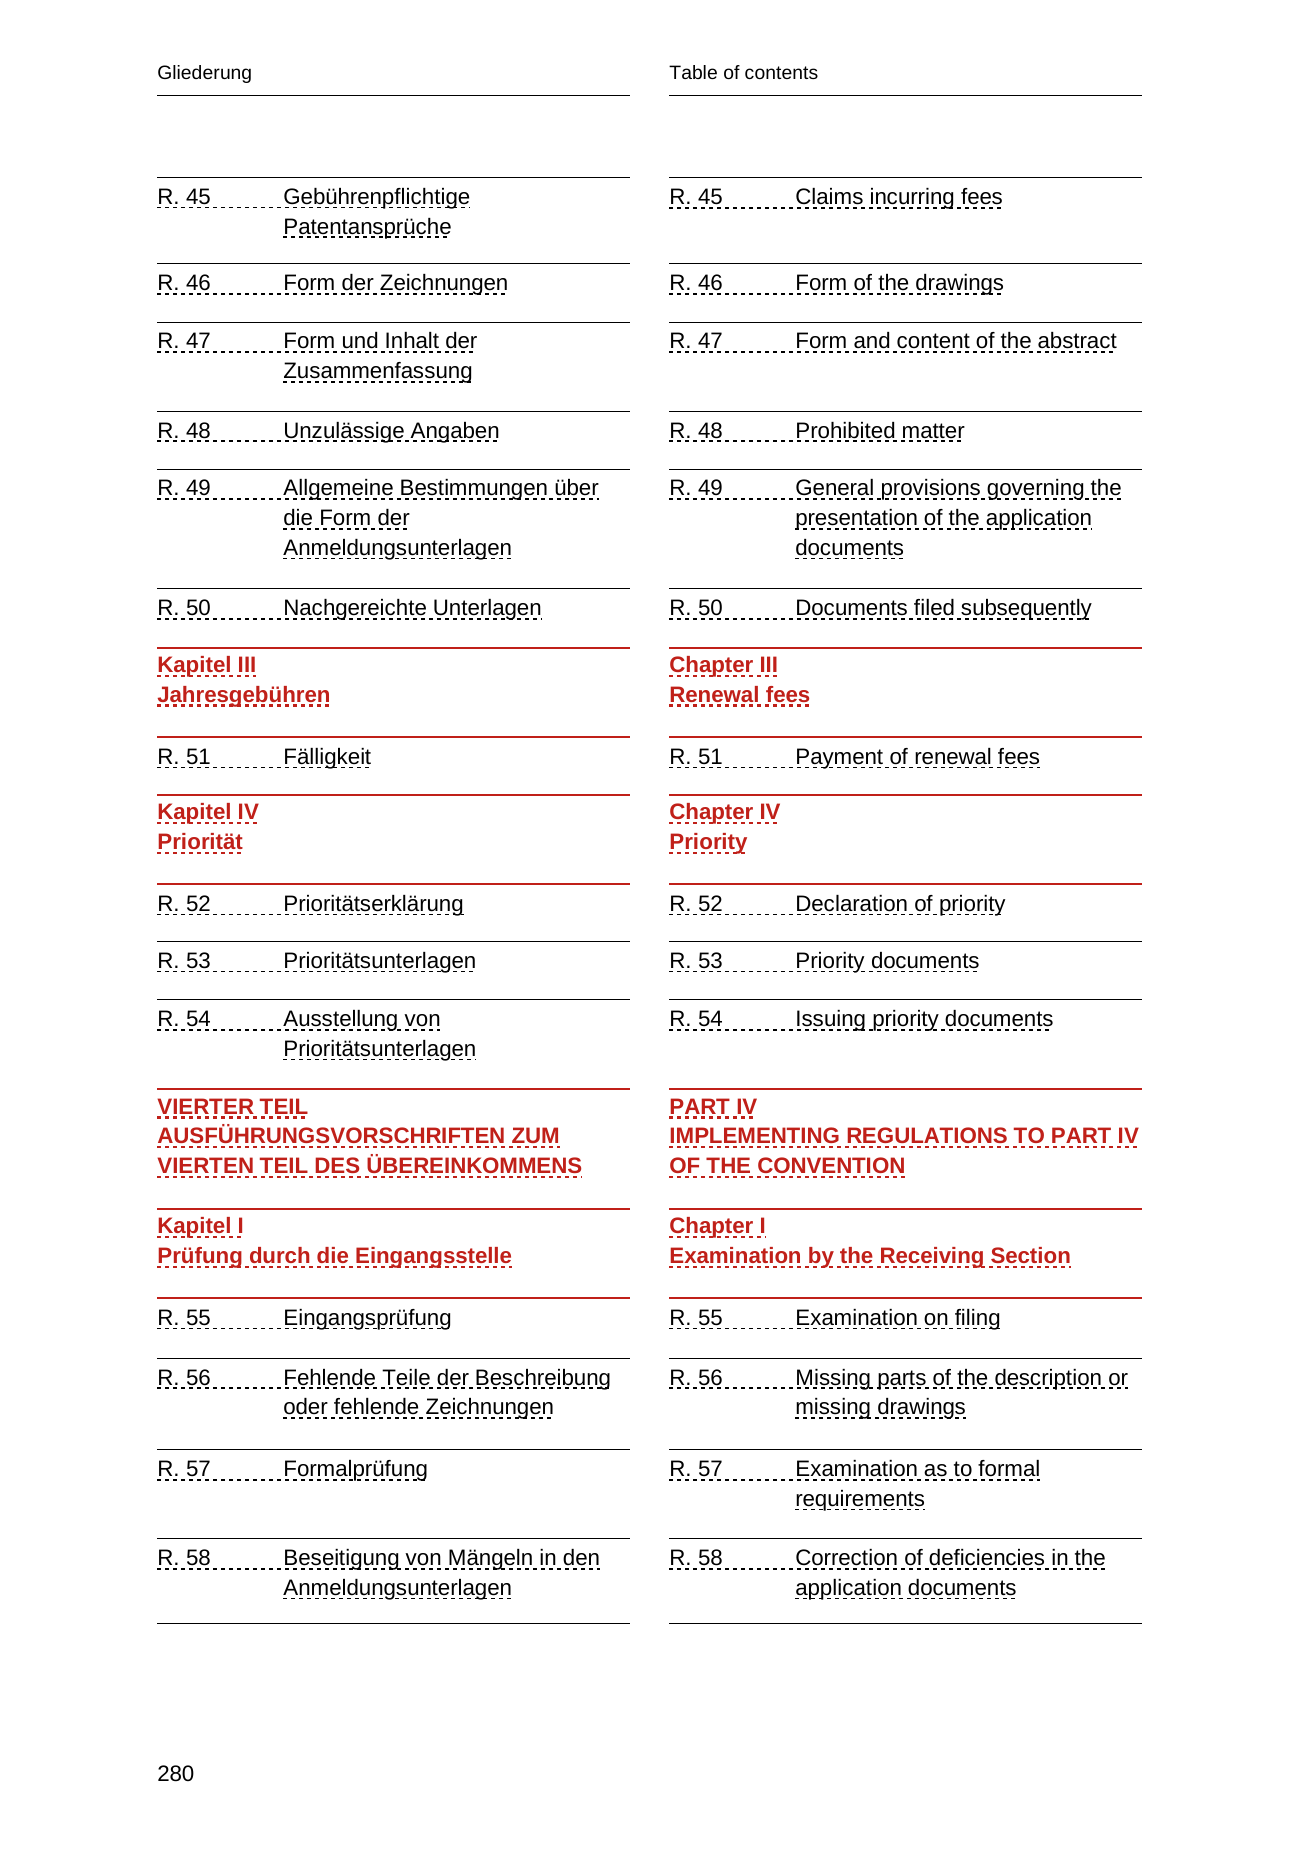 Gliederung
R. 45 Gebührenpflichtige
Patentansprüche
R. 46 Form der Zeichnungen
R. 47 Form und Inhalt der
Zusammenfassung
R. 48 Unzulässige Angaben
R. 49 Allgemeine Bestimmungen über
die Form der
Anmeldungsunterlagen
R. 50 Nachgereichte Unterlagen
Kapitel III
Jahresgebühren
R. 51 Fälligkeit
Kapitel IV
Priorität
R. 52 Prioritätserklärung
R. 53 Prioritätsunterlagen
R. 54 Ausstellung von
Prioritätsunterlagen
VIERTER TEIL
AUSFÜHRUNGSVORSCHRIFTEN ZUM
VIERTEN TEIL DES ÜBEREINKOMMENS
Kapitel I
Prüfung durch die Eingangsstelle
R. 55 Eingangsprüfung
R. 56 Fehlende Teile der Beschreibung
oder fehlende Zeichnungen
R. 57 Formalprüfung
R. 58 Beseitigung von Mängeln in den
Anmeldungsunterlagen
Table of contents
R. 45 Claims incurring fees
R. 46 Form of the drawings
R. 47 Form and content of the abstract
R. 48 Prohibited matter
R. 49 General provisions governing the
presentation of the application
documents
R. 50 Documents filed subsequently
Chapter III
Renewal fees
R. 51 Payment of renewal fees
Chapter IV
Priority
R. 52 Declaration of priority
R. 53 Priority documents
R. 54 Issuing priority documents
PART IV
IMPLEMENTING REGULATIONS TO PART IV
OF THE CONVENTION
Chapter I
Examination by the Receiving Section
R. 55 Examination on filing
R. 56 Missing parts of the description or
missing drawings
R. 57 Examination as to formal
requirements
R. 58 Correction of deficiencies in the
application documents
280